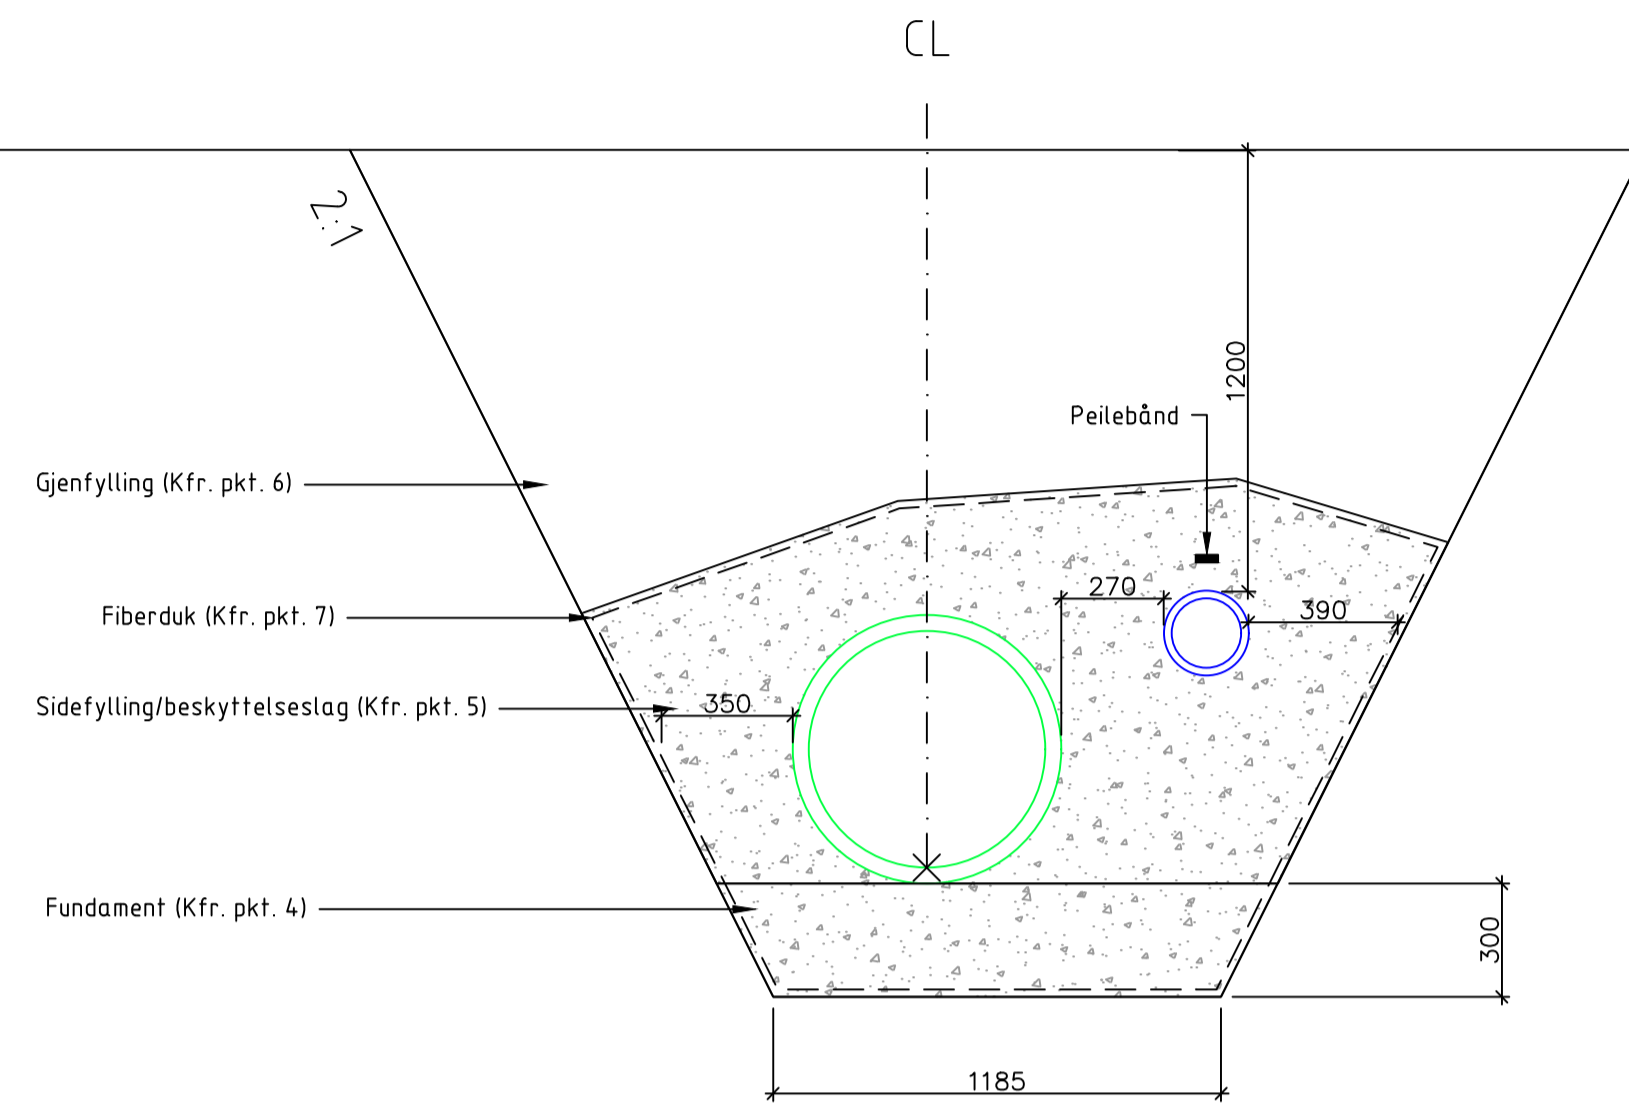 CL
2:1
1200
Peilebånd
Gjenfylling (Kfr. pkt. 6)
270
390
Fiberduk (Kfr. pkt. 7)
350
Sidefylling/beskyttelseslag (Kfr. pkt. 5)
Fundament (Kfr. pkt. 4)
300
1185